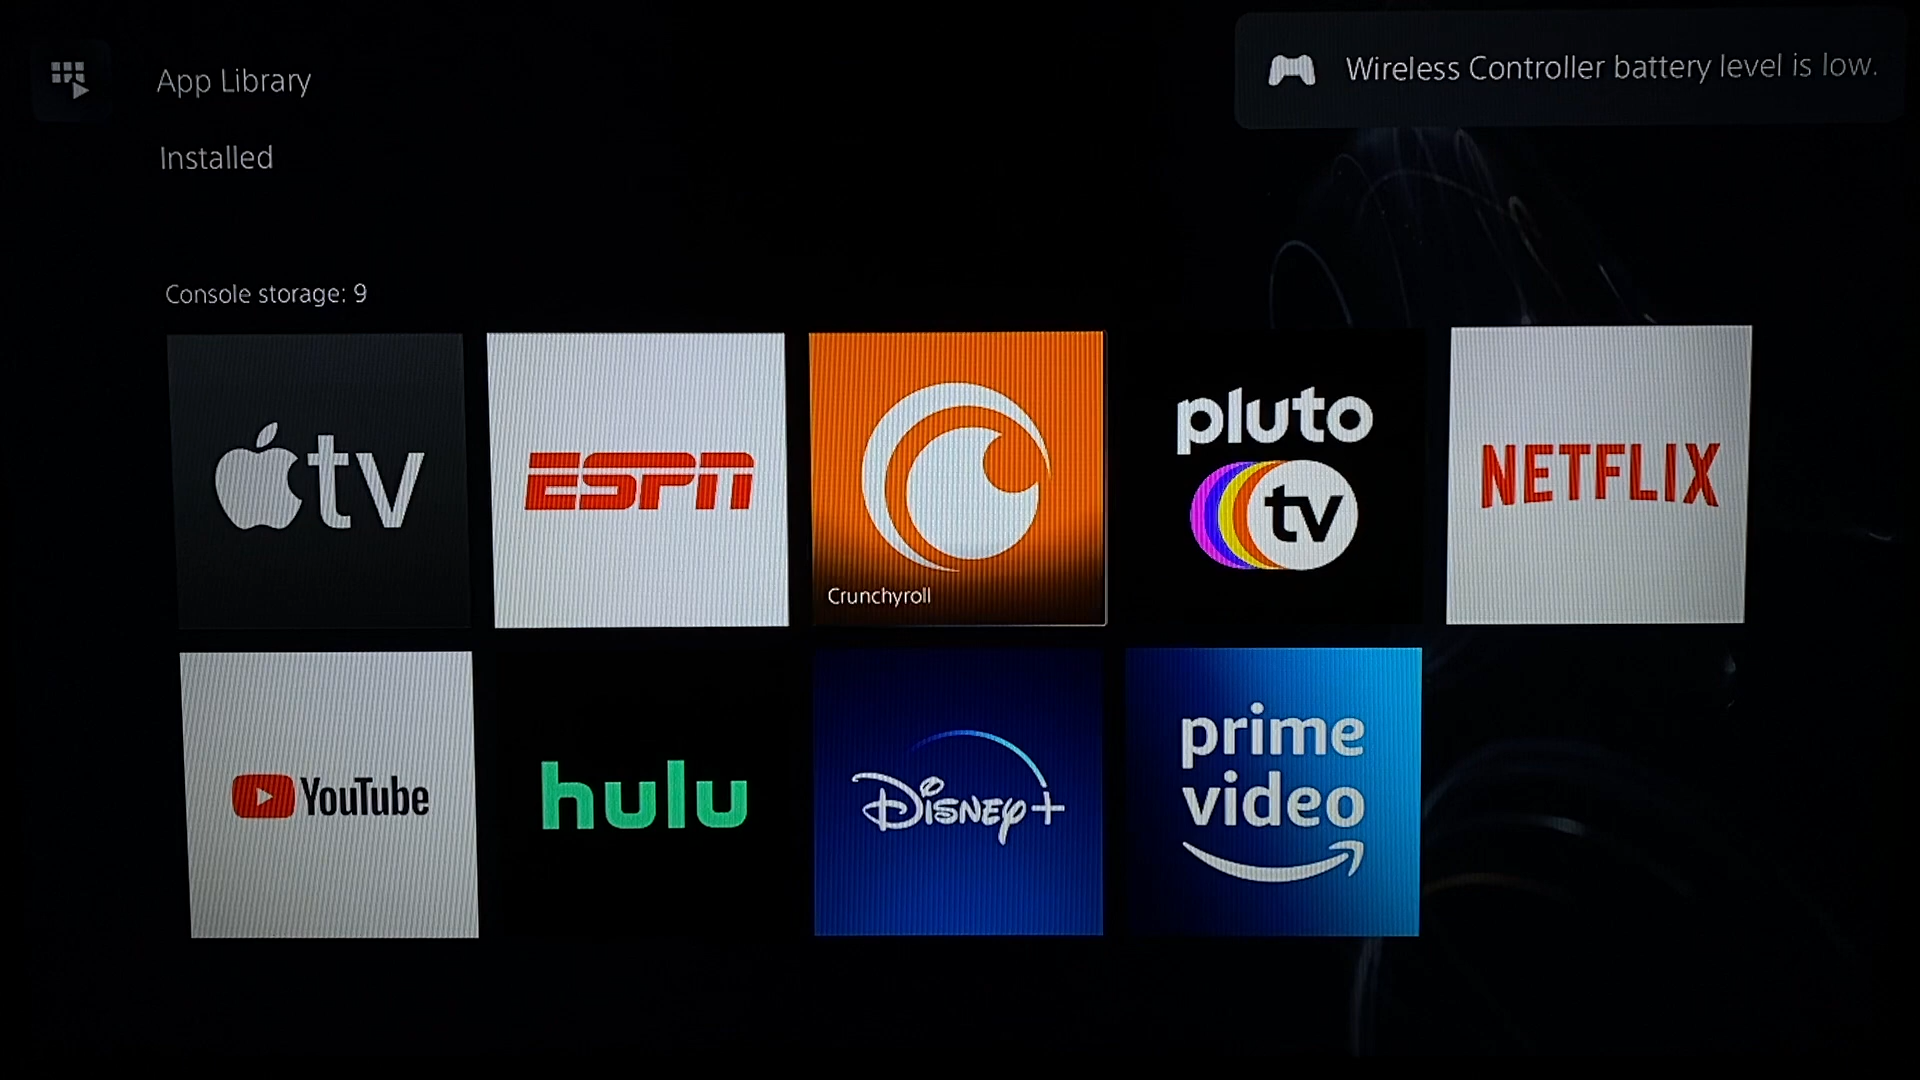 App Library
Wireless Controller battery level is low.
Installed
Console storage: 9
tv
ESPN
Crunchyroll
pluto
tv
NETFLIX
YouTube
hulu
Disney+
prime
video